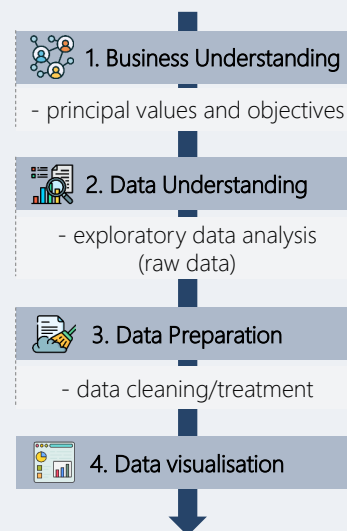 1. Business Understanding
- principal values and objectives
2. Data Understanding
- exploratory data analysis
(raw data)
3. Data Preparation
- data cleaning/treatment
4. Data visualisation